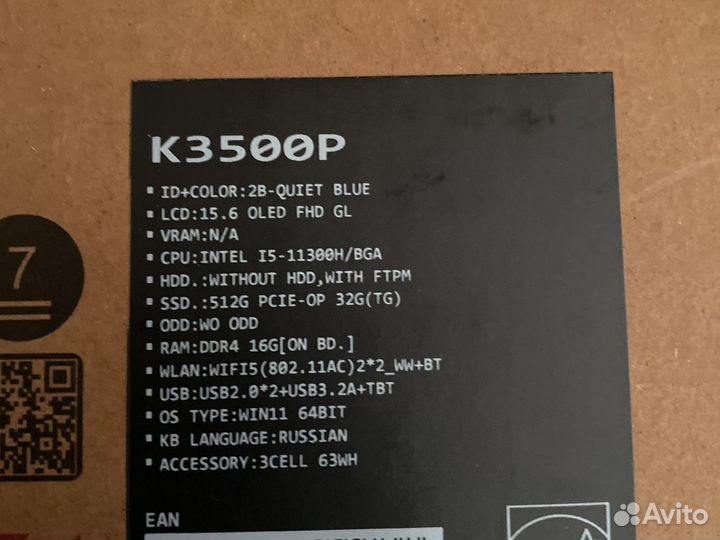 K3500P
ID+COLOR:2B-QUIET BLUE
LCD:15.6 OLED FHD GL
VRAM:N/A
CPU:INTEL I5-11300H/BGA
HDD.:WITHOUT HDD,WITH FTPM
SSD.:512G PCIE-OP 32G(TG)
ODD:WO ODD
RAM:DDR4 16G[ON BD.]
WLAN:WIFI5(802.11AC)2*2_WW+BT
USB:USB2.0*2+USB3.2A+TBT
OS TYPE:WIN11 64BIT
KB LANGUAGE:RUSSIAN
ACCESSORY:3CELL 63WH
EAN
7
Avito